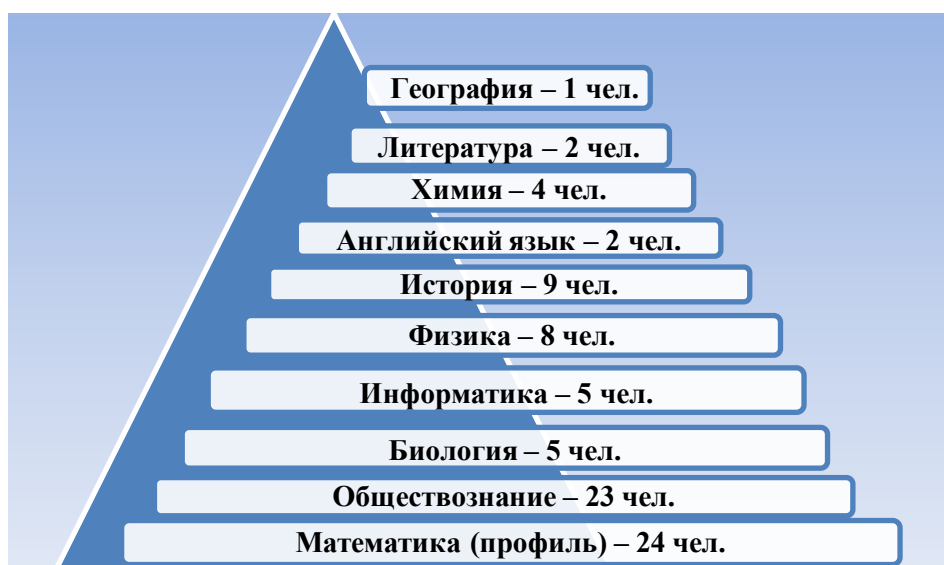 География – 1 чел.
Литература – 2 чел.
Химия – 4 чел.
Английский язык – 2 чел.
История – 9 чел.
Физика – 8 чел.
Информатика – 5 чел.
Биология – 5 чел.
Обществознание – 23 чел.
Математика (профиль) – 24 чел.